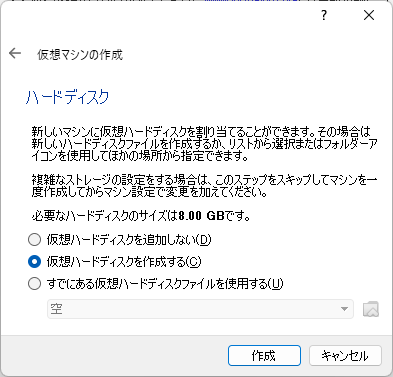 ?
仮想マシンの作成
ハードディスク
新しいマシンに仮想ハードディスクを割り当てることができます。その場合は
新しいハードディスクファイルを作成するか、リストから選択またはフォルダーア
イコンを使用してほかの場所から指定できます。
複雑なストレージの設定をする場合は、このステップをスキップしてマシンを一
度作成してからマシン設定で変更を加えてください。
必要なハードディスクのサイズは8.00 GBです。
仮想ハードディスクを追加しない(D)
仮想ハードディスクを作成する(C)
すでにある仮想ハードディスクファイルを使用する(U)
空
作成 キャンセル